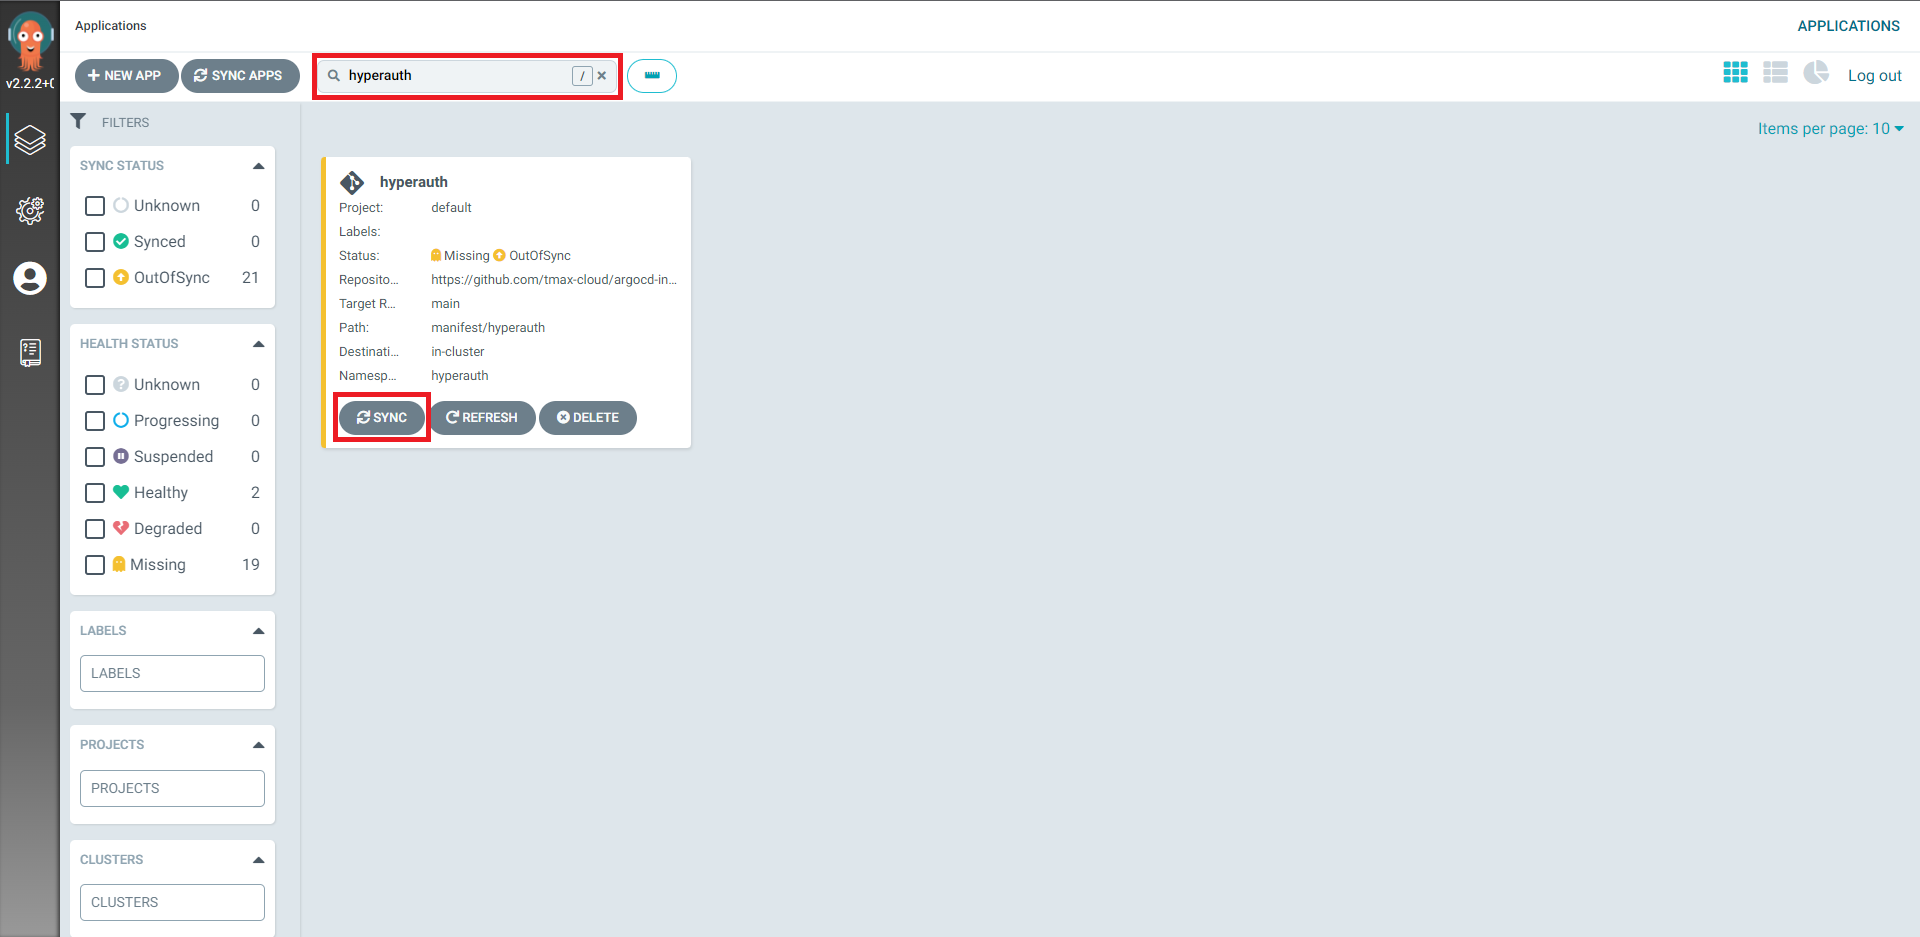 Applications
APPLICATIONS
v2.2.2+0
NEW APP
SYNC APPS
hyperauth
/
Log out
FILTERS
Items per page: 10
SYNC STATUS
Unknown 0
Synced 0
OutOfSync 21
HEALTH STATUS
Unknown 0
Progressing 0
Suspended 0
Healthy 2
Degraded 0
Missing 19
LABELS
LABELS
PROJECTS
PROJECTS
CLUSTERS
CLUSTERS
hyperauth
Project: default
Labels:
Status: Missing OutOfSync
Reposito... https://github.com/tmax-cloud/argocd-in...
Target R... main
Path: manifest/hyperauth
Destinati... in-cluster
Namesp... hyperauth
SYNC
REFRESH
DELETE